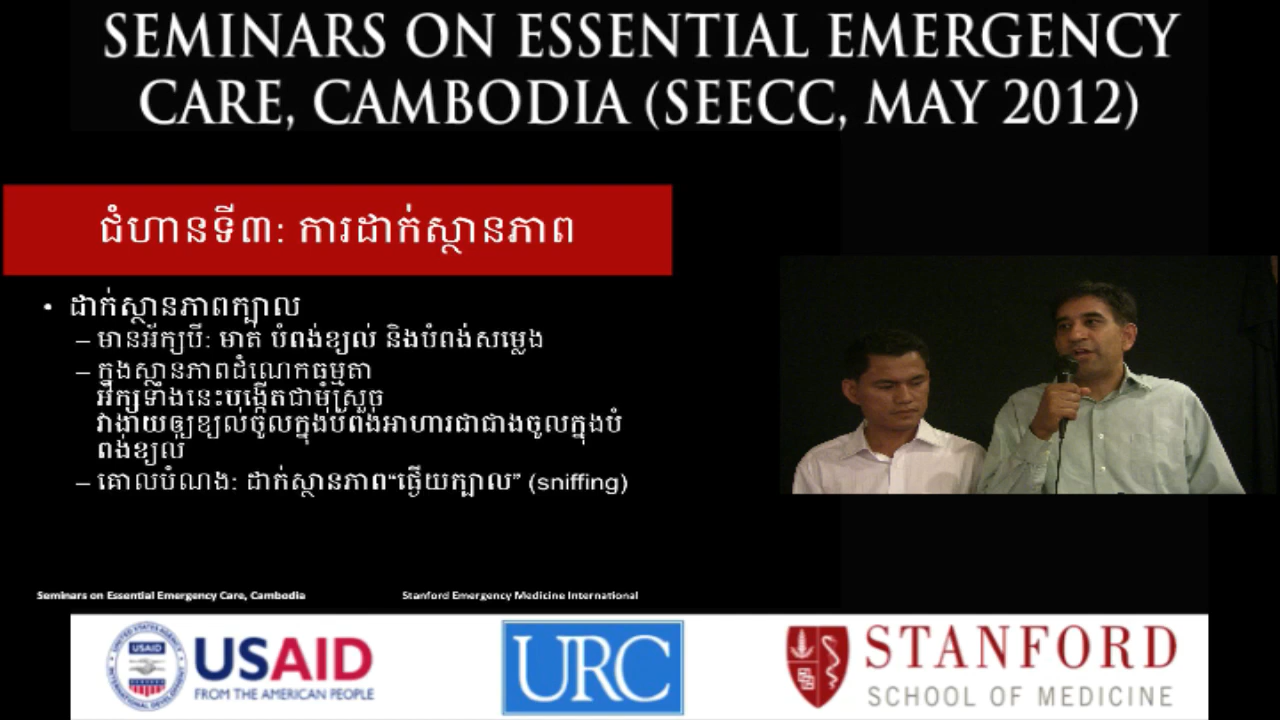 SEMINARS ON ESSENTIAL EMERGENCY
CARE, CAMBODIA (SEECC, MAY 2012)
ជំហានទី៣: ការដាក់ស្ថានភាព
• ដាក់ស្ថានភាពក្បាល
– មានអ័ក្យបី: មាត់ បំពង់ខ្យល់ និងបំពង់សម្លេង
– ក្នុងស្ថានភាពដំណេកធម្មតា
អ័ក្យទាំងនេះបង្កើតជាមុំស្រួច
វាងាយឲ្យខ្យល់ចូលក្នុងបំពង់អាហារជាជាងចូលក្នុងបំ
ពង់ខ្យល់
– គោលបំណង: ដាក់ស្ថានភាព“ផ្ងើយក្បាល” (sniffing)
Seminars on Essential Emergency Care, Cambodia
Stanford Emergency Medicine International
USAID
USAID
FROM THE AMERICAN PEOPLE
URC
STANFORD
SCHOOL OF MEDICINE